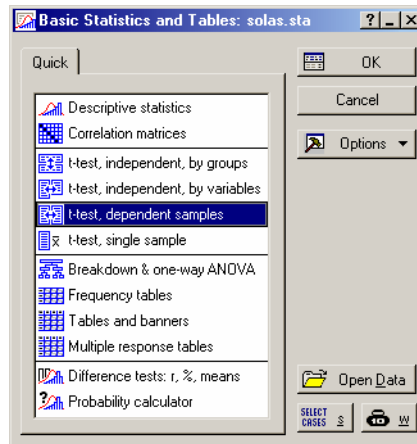 Basic Statistics and Tables: solas.sta
Quick
Descriptive statistics
Correlation matrices
t-test, independent, by groups
t-test, independent, by variables
t-test, dependent samples
t-test, single sample
Breakdown & one-way ANOVA
Frequency tables
Tables and banners
Multiple response tables
Difference tests: r, %, means
Probability calculator
OK
Cancel
Options
Open Data
SELECT
CASES S
W